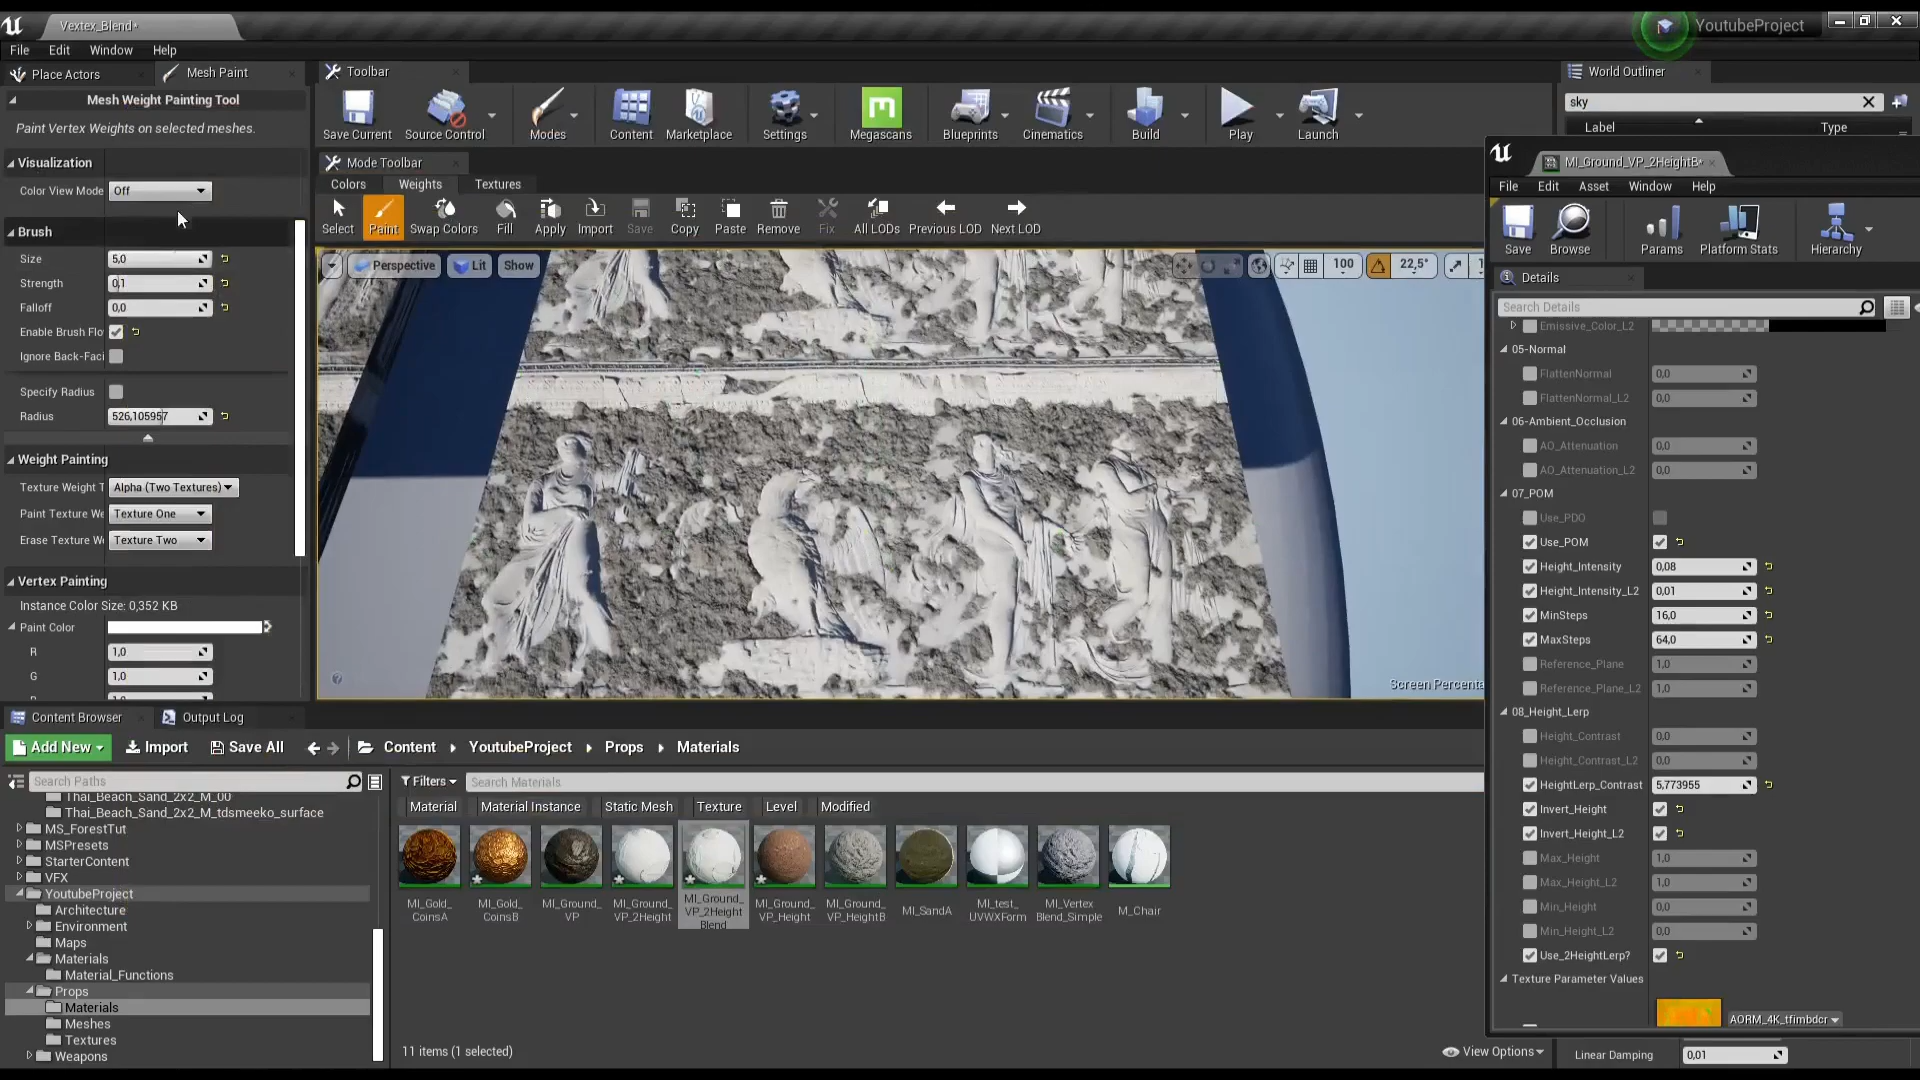 Vextex_Blend*
YoutubeProject
File Edit Window Help
Place Actors
Mesh Paint
Mesh Weight Painting Tool
Paint Vertex Weights on selected meshes.
Visualization
Color View Mode Off
Brush
Size 5,0
Strength 0,1
Falloff 0,0
Enable Brush Flo
Ignore Back-Faci
Specify Radius
Radius 526,105957
Weight Painting
Texture Weight T Alpha (Two Textures)
Paint Texture We Texture One
Erase Texture W Texture Two
Vertex Painting
Instance Color Size: 0,352 KB
Paint Color
R 1,0
G 1,0
Toolbar
Save Current Source Control Modes Content Marketplace Settings Megascans Blueprints Cinematics Build Play Launch
Mode Toolbar
Colors Weights Textures
Select Paint Swap Colors Fill Apply Import Save Copy Paste Remove Fix All LODs Previous LOD Next LOD
Perspective Lit Show
100 22,5° 1
Screen Percenta
World Outliner
sky
Label Type
MI_Ground_VP_2HeightB*
File Edit Asset Window Help
Save Browse Params Platform Stats Hierarchy
Details
Search Details
Emissive_Color_L2
05-Normal
FlattenNormal 0,0
FlattenNormal_L2 0,0
06-Ambient_Occlusion
AO_Attenuation 0,0
AO_Attenuation_L2 0,0
07_POM
Use_PDO
Use_POM
Height_Intensity 0,08
Height_Intensity_L2 0,01
MinSteps 16,0
MaxSteps 64,0
Reference_Plane 1,0
Reference_Plane_L2 1,0
08_Height_Lerp
Height_Contrast 0,0
Height_Contrast_L2 0,0
HeightLerp_Contrast 5,773955
Invert_Height
Invert_Height_L2
Max_Height 1,0
Max_Height_L2 1,0
Min_Height 0,0
Min_Height_L2 0,0
Use_2HeightLerp?
Texture Parameter Values
AORM_4K_tfimbdcr
Linear Damping 0,01
Content Browser
Output Log
Add New Import Save All Content YoutubeProject Props Materials
Search Paths
Filters Search Materials
Material Material Instance Static Mesh Texture Level Modified
Thai_Beach_Sand_2x2_M_00
Thai_Beach_Sand_2x2_M_tdsmeeko_surface
MS_ForestTut
MSPresets
StarterContent
VFX
YoutubeProject
Architecture
Environment
Maps
Materials
Material_Functions
Props
Materials
Meshes
Textures
Weapons
MI_Gold_CoinsA
MI_Gold_CoinsB
MI_Ground_VP
MI_Ground_VP_2Height
MI_Ground_VP_2Height Blend
MI_Ground_VP_Height
MI_Ground_VP_HeightB
MI_SandA
MI_test_UVWXForm
MI_Vertex Blend_Simple
M_Chair
11 items (1 selected)
View Options